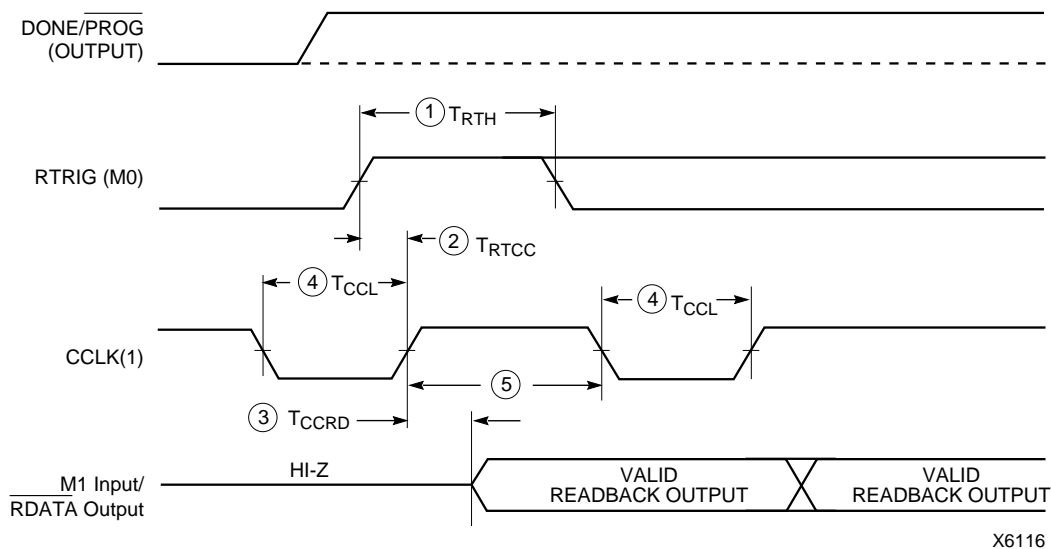 DONE/PROG
(OUTPUT)
1 TRTH
RTRIG (M0)
2 TRTCC
4 TCCL
4 TCCL
CCLK(1)
5
3 TCCRD
HI-Z
VALID
READBACK OUTPUT
VALID
READBACK OUTPUT
M1 Input/
RDATA Output
X6116